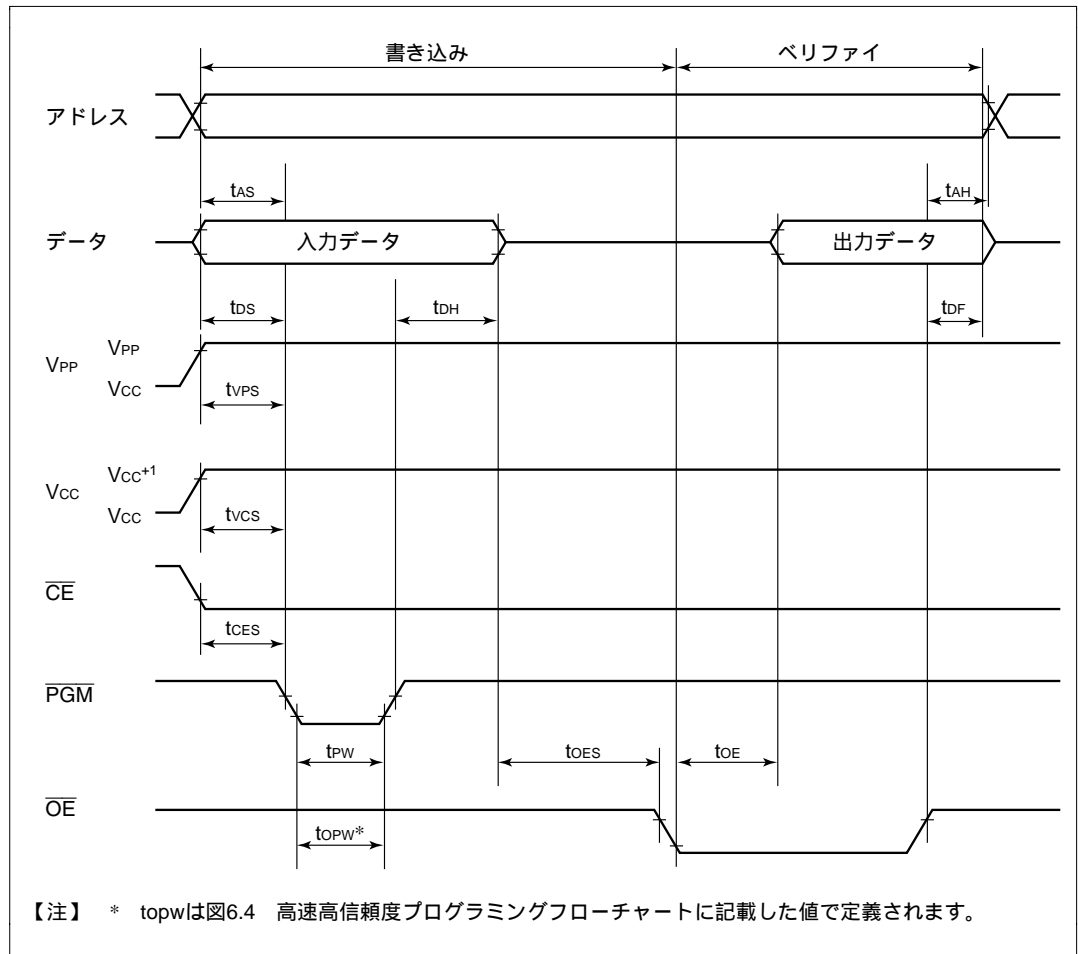 書き込み ベリファイ
アドレス
tAS tAH
データ 入力データ 出力データ
tDS tDH tDF
VPP
VPP
VCC
tVPS
VCC+1
VCC
VCC
tVCS
CE
tCES
PGM
tPW tOES tOE
OE
tOPW*
【注】 * topwは図6.4 高速高信頼度プログラミングフローチャートに記載した値で定義されます。